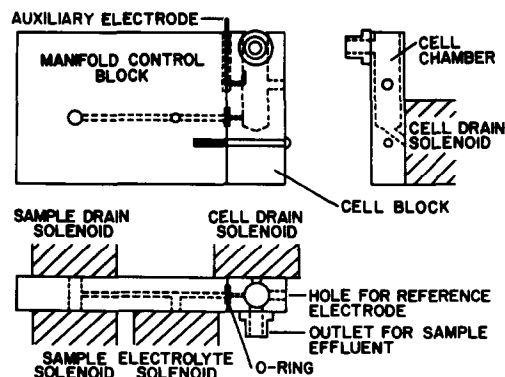 AUXILIARY ELECTRODE
MANIFOLD CONTROL
BLOCK
CELL
CHAMBER
CELL DRAIN
SOLENOID
CELL BLOCK
SAMPLE DRAIN
SOLENOID
CELL DRAIN
SOLENOID
HOLE FOR REFERENCE
ELECTRODE
OUTLET FOR SAMPLE
EFFLUENT
O-RING
SAMPLE
SOLENOID
ELECTROLYTE
SOLENOID